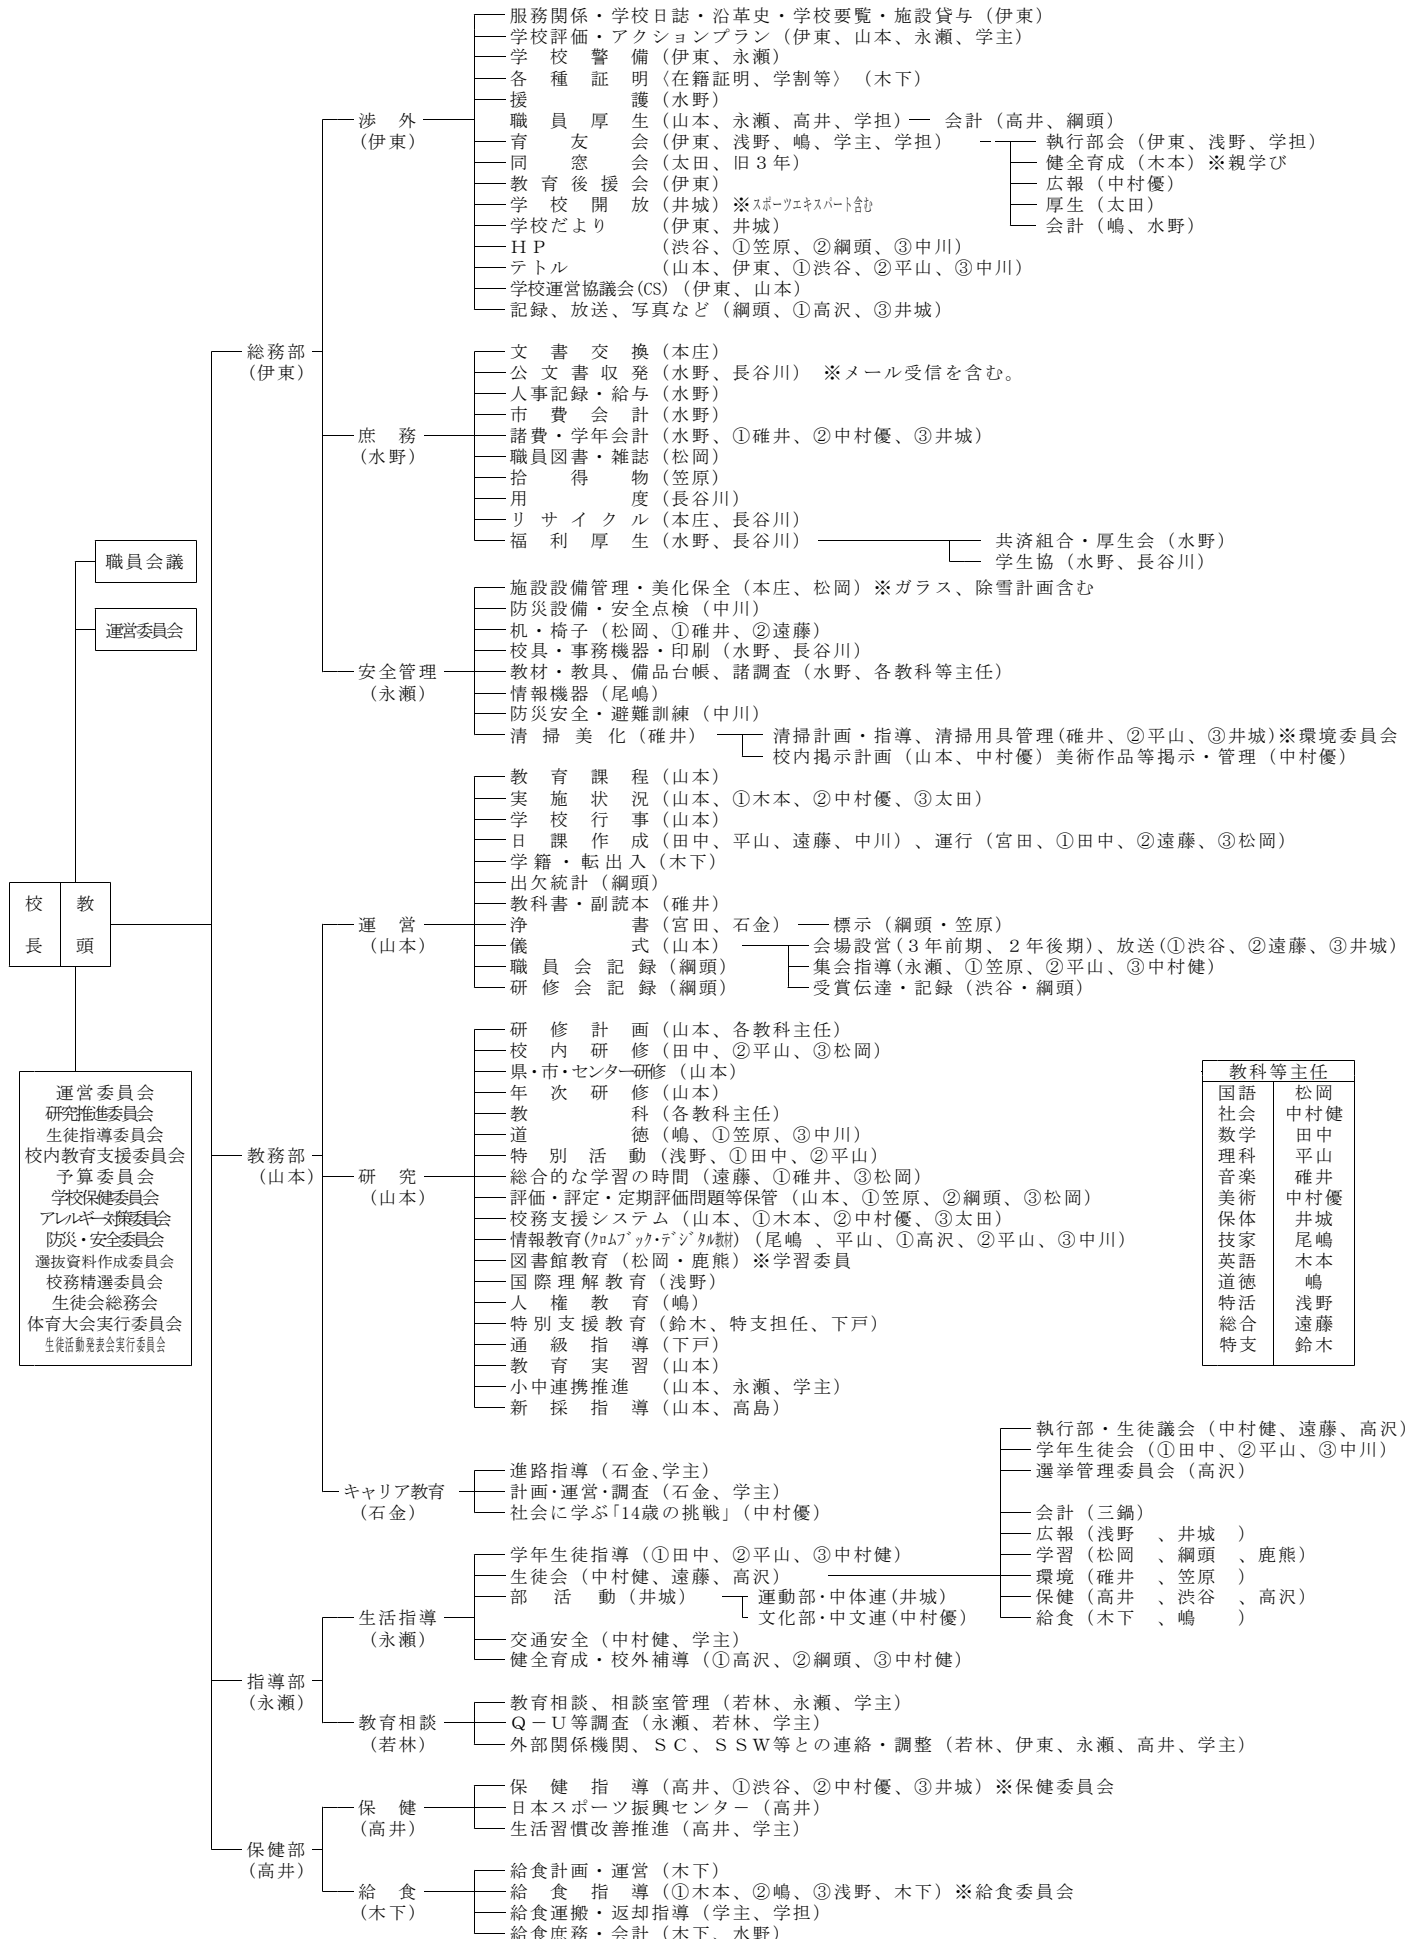 服務関係・学校日誌・沿革史・学校要覧・施設貸与（伊東）
学校評価・アクションプラン（伊東、山本、永瀬、学主）
学校警備（伊東、永瀬）
各種証明〈在籍証明、学割等〉（木下）
援護（水野）
渉外
（伊東）
職員厚生（山本、永瀬、高井、学担） 会計（高井、綱頭）
育友会（伊東、浅野、嶋、学主、学担） 執行部会（伊東、浅野、学担）
同窓会（太田、旧３年） 健全育成（木本）※親学び
教育後援会（伊東） 広報（中村優）
学校開放（井城）※スポーツエキスパート含む 厚生（太田）
学校だより（伊東、井城） 会計（嶋、水野）
ＨＰ（渋谷、①笠原、②綱頭、③中川）
テトル（山本、伊東、①渋谷、②平山、③中川）
学校運営協議会(CS)（伊東、山本）
記録、放送、写真など（綱頭、①高沢、③井城）
総務部
（伊東）
文書交換（本庄）
公文書収発（水野、長谷川） ※メール受信を含む。
人事記録・給与（水野）
市費会計（水野）
庶務
（水野）
諸費・学年会計（水野、①碓井、②中村優、③井城）
職員図書・雑誌（松岡）
拾得物（笠原）
用度（長谷川）
リサイクル（本庄、長谷川）
福利厚生（水野、長谷川） 共済組合・厚生会（水野）
学生協（水野、長谷川）
職員会議
運営委員会
施設設備管理・美化保全（本庄、松岡）※ガラス、除雪計画含む
防災設備・安全点検（中川）
机・椅子（松岡、①碓井、②遠藤）
校具・事務機器・印刷（水野、長谷川）
安全管理
（永瀬）
教材・教具、備品台帳、諸調査（水野、各教科等主任）
情報機器（尾嶋）
防災安全・避難訓練（中川）
清掃美化（碓井） 清掃計画・指導、清掃用具管理(碓井、②平山、③井城)※環境委員会
校内掲示計画（山本、中村優）美術作品等掲示・管理（中村優）
教育課程（山本）
実施状況（山本、①木本、②中村優、③太田）
学校行事（山本）
日課作成（田中、平山、遠藤、中川）、運行（宮田、①田中、②遠藤、③松岡）
学籍・転出入（木下）
出欠統計（綱頭）
教科書・副読本（碓井）
校長
教頭
運営
（山本）
浄書（宮田、石金） 標示（綱頭・笠原）
儀式（山本） 会場設営(３年前期、２年後期)、放送(①渋谷、②遠藤、③井城)
職員会記録（綱頭） 集会指導(永瀬、①笠原、②平山、③中村健)
研修会記録（綱頭） 受賞伝達・記録（渋谷・綱頭）
研修計画（山本、各教科主任）
校内研修（田中、②平山、③松岡）
県・市・センター研修（山本）
年次研修（山本）
教科（各教科主任）
道徳（嶋、①笠原、③中川）
特別活動（浅野、①田中、②平山）
教務部
（山本）
研究
（山本）
総合的な学習の時間（遠藤、①碓井、③松岡）
評価・評定・定期評価問題等保管（山本、①笠原、②綱頭、③松岡）
校務支援システム（山本、①木本、②中村優、③太田）
情報教育(クロムブック・デジタル教材)（尾嶋 、平山、①高沢、②平山、③中川）
図書館教育（松岡・鹿熊）※学習委員
国際理解教育（浅野）
人権教育（嶋）
特別支援教育（鈴木、特支担任、下戸）
通級指導（下戸）
教育実習（山本）
小中連携推進（山本、永瀬、学主）
新採指導（山本、高島）
運営委員会
研究推進委員会
生徒指導委員会
校内教育支援委員会
予算委員会
学校保健委員会
アレルギー対策委員会
防災・安全委員会
選抜資料作成委員会
校務精選委員会
生徒会総務会
体育大会実行委員会
生徒活動発表会実行委員会
教科等主任
国語 松岡
社会 中村健
数学 田中
理科 平山
音楽 碓井
美術 中村優
保体 井城
技家 尾嶋
英語 木本
道徳 嶋
特活 浅野
総合 遠藤
特支 鈴木
キャリア教育
（石金）
進路指導（石金、学主）
計画・運営・調査（石金、学主）
社会に学ぶ「14歳の挑戦」（中村優）
執行部・生徒議会（中村健、遠藤、高沢）
学年生徒会（①田中、②平山、③中川）
選挙管理委員会（高沢）
会計（三鍋）
広報（浅野 、井城 ）
学習（松岡 、綱頭 、鹿熊）
環境（碓井 、笠原 ）
保健（高井 、渋谷 、高沢）
給食（木下 、嶋 ）
学年生徒指導（①田中、②平山、③中村健）
生徒会（中村健、遠藤、高沢）
部活動（井城） 運動部・中体連(井城)
文化部・中文連(中村優)
生活指導
（永瀬）
交通安全（中村健、学主）
健全育成・校外補導（①高沢、②綱頭、③中村健）
指導部
（永瀬）
教育相談
（若林）
教育相談、相談室管理（若林、永瀬、学主）
Ｑ－Ｕ等調査（永瀬、若林、学主）
外部関係機関、ＳＣ、ＳＳＷ等との連絡・調整（若林、伊東、永瀬、高井、学主）
保健
（高井）
保健指導（高井、①渋谷、②中村優、③井城）※保健委員会
日本スポーツ振興センタ－（高井）
生活習慣改善推進（高井、学主）
保健部
（高井）
給食
（木下）
給食計画・運営（木下）
給食指導（①木本、②嶋、③浅野、木下）※給食委員会
給食運搬・返却指導（学主、学担）
給食庶務・会計（木下、水野）